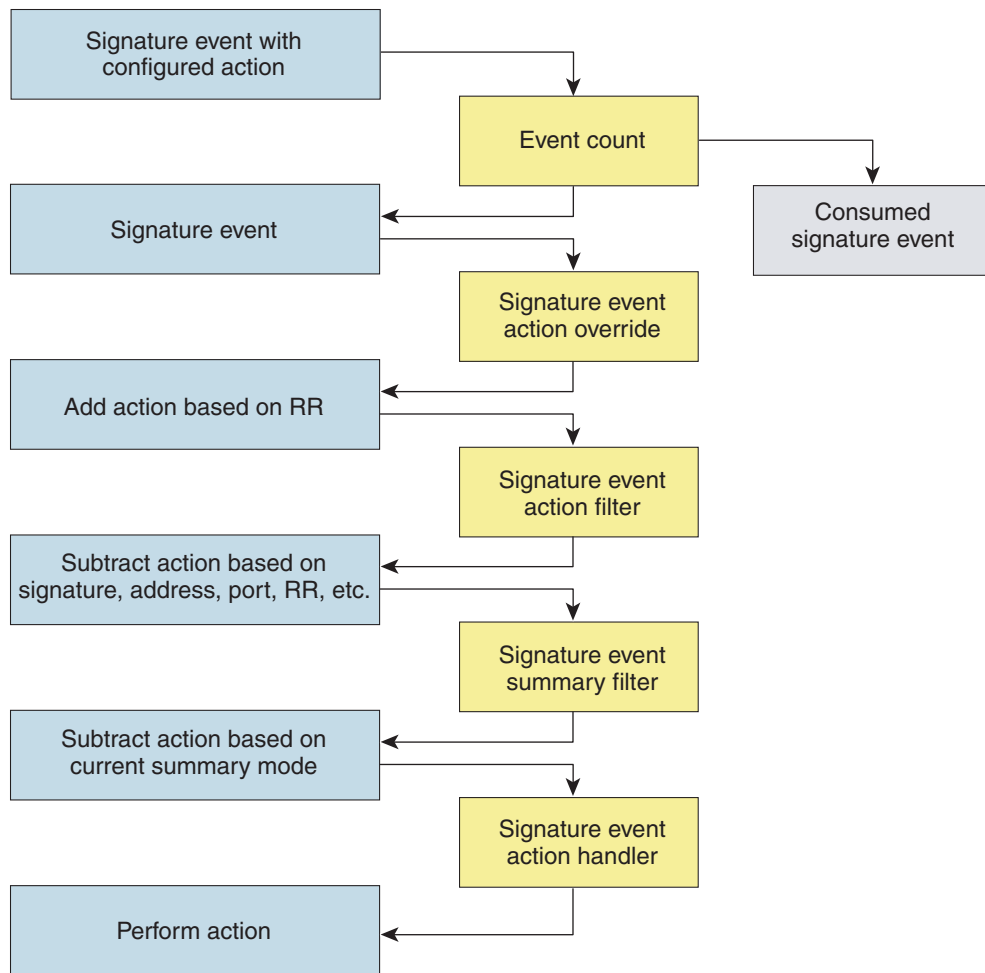 Signature event with
configured action
Event count
Consumed
signature event
Signature event
Signature event
action override
Add action based on RR
Signature event
action filter
Subtract action based on
signature, address, port, RR, etc.
Signature event
summary filter
Subtract action based on
current summary mode
Signature event
action handler
Perform action